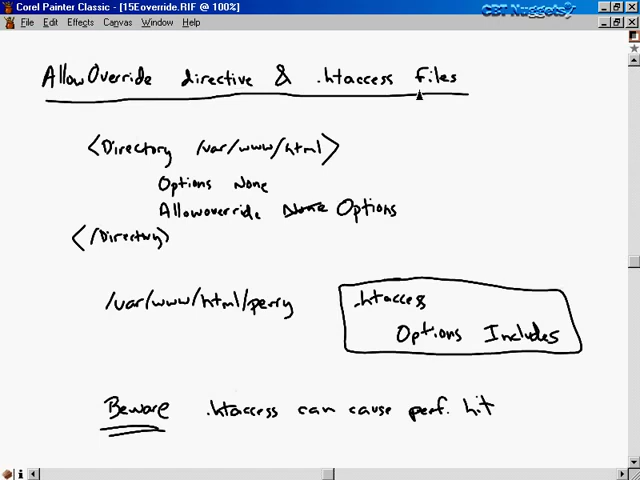 Corel Painter Classic - [15Eoverride.RIF @ 100%]
CBT Nuggets
File Edit Effects Canvas Window Help
AllowOverride directive & .htaccess files
<Directory /var/www/html>
Options None
Allowoverride None Options
</Directory>
/var/www/html/perry
.htaccess
Options Includes
Beware .htaccess can cause perf. hit